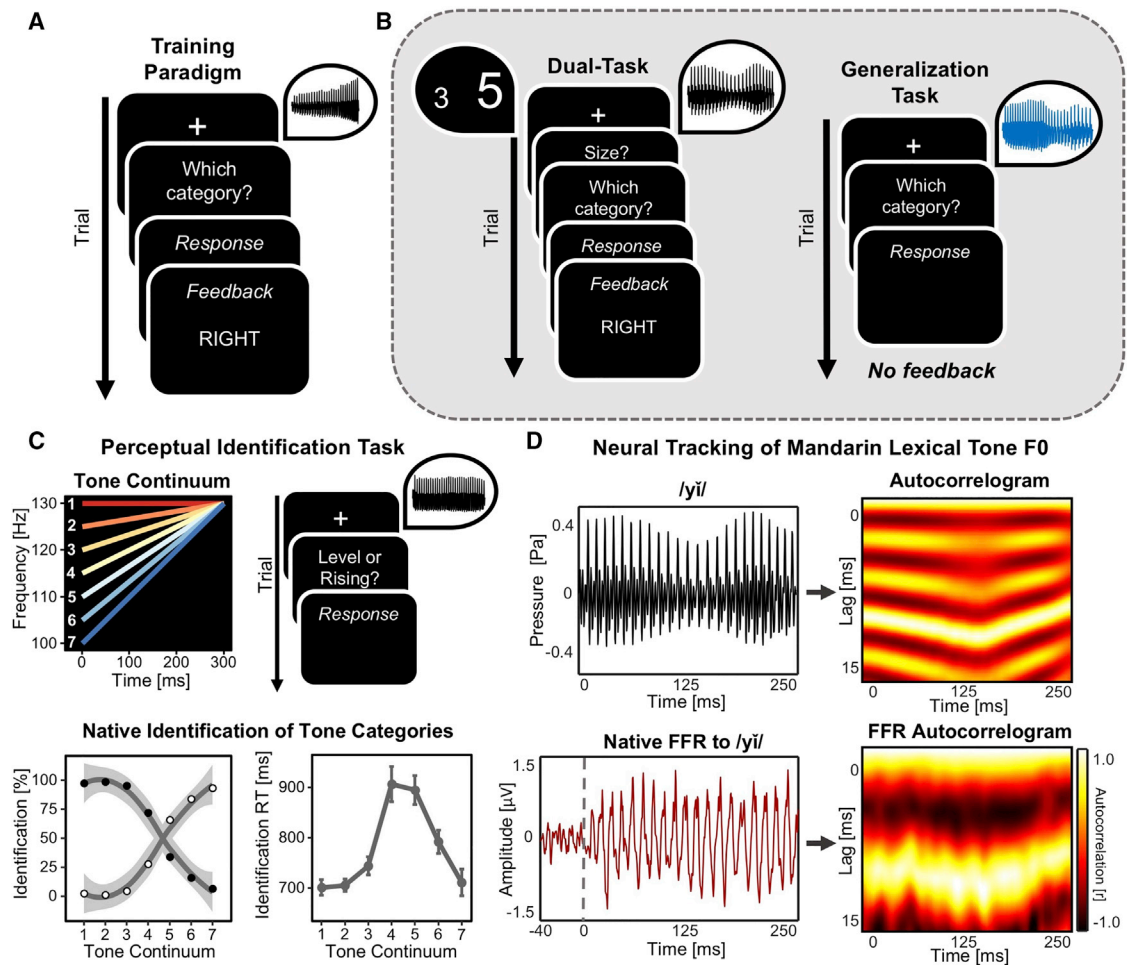 A
Training
Paradigm
Trial
+
Which
category?
Response
Feedback
RIGHT
B
3 5
Dual-Task
Trial
+
Size?
Which
category?
Response
Feedback
RIGHT
Generalization
Task
Trial
+
Which
category?
Response
No feedback
C
Perceptual Identification Task
Tone Continuum
Frequency [Hz]
130
120
110
100
1
2
3
4
5
6
7
0 100 200 300
Time [ms]
Trial
+
Level or
Rising?
Response
Native Identification of Tone Categories
Identification [%]
100
75
50
25
0
1 2 3 4 5 6 7
Tone Continuum
Identification RT [ms]
900
800
700
1 2 3 4 5 6 7
Tone Continuum
D
Neural Tracking of Mandarin Lexical Tone F0
/yǐ/
Pressure [Pa]
0.4
0
-0.4
0 125 250
Time [ms]
Autocorrelogram
Lag [ms]
0
15
0 125 250
Time [ms]
Native FFR to /yǐ/
Amplitude [μV]
1.5
0
-1.5
-40 0 125 250
Time [ms]
FFR Autocorrelogram
Lag [ms]
0
15
0 125 250
Time [ms]
1.0
Autocorrelation [r]
-1.0